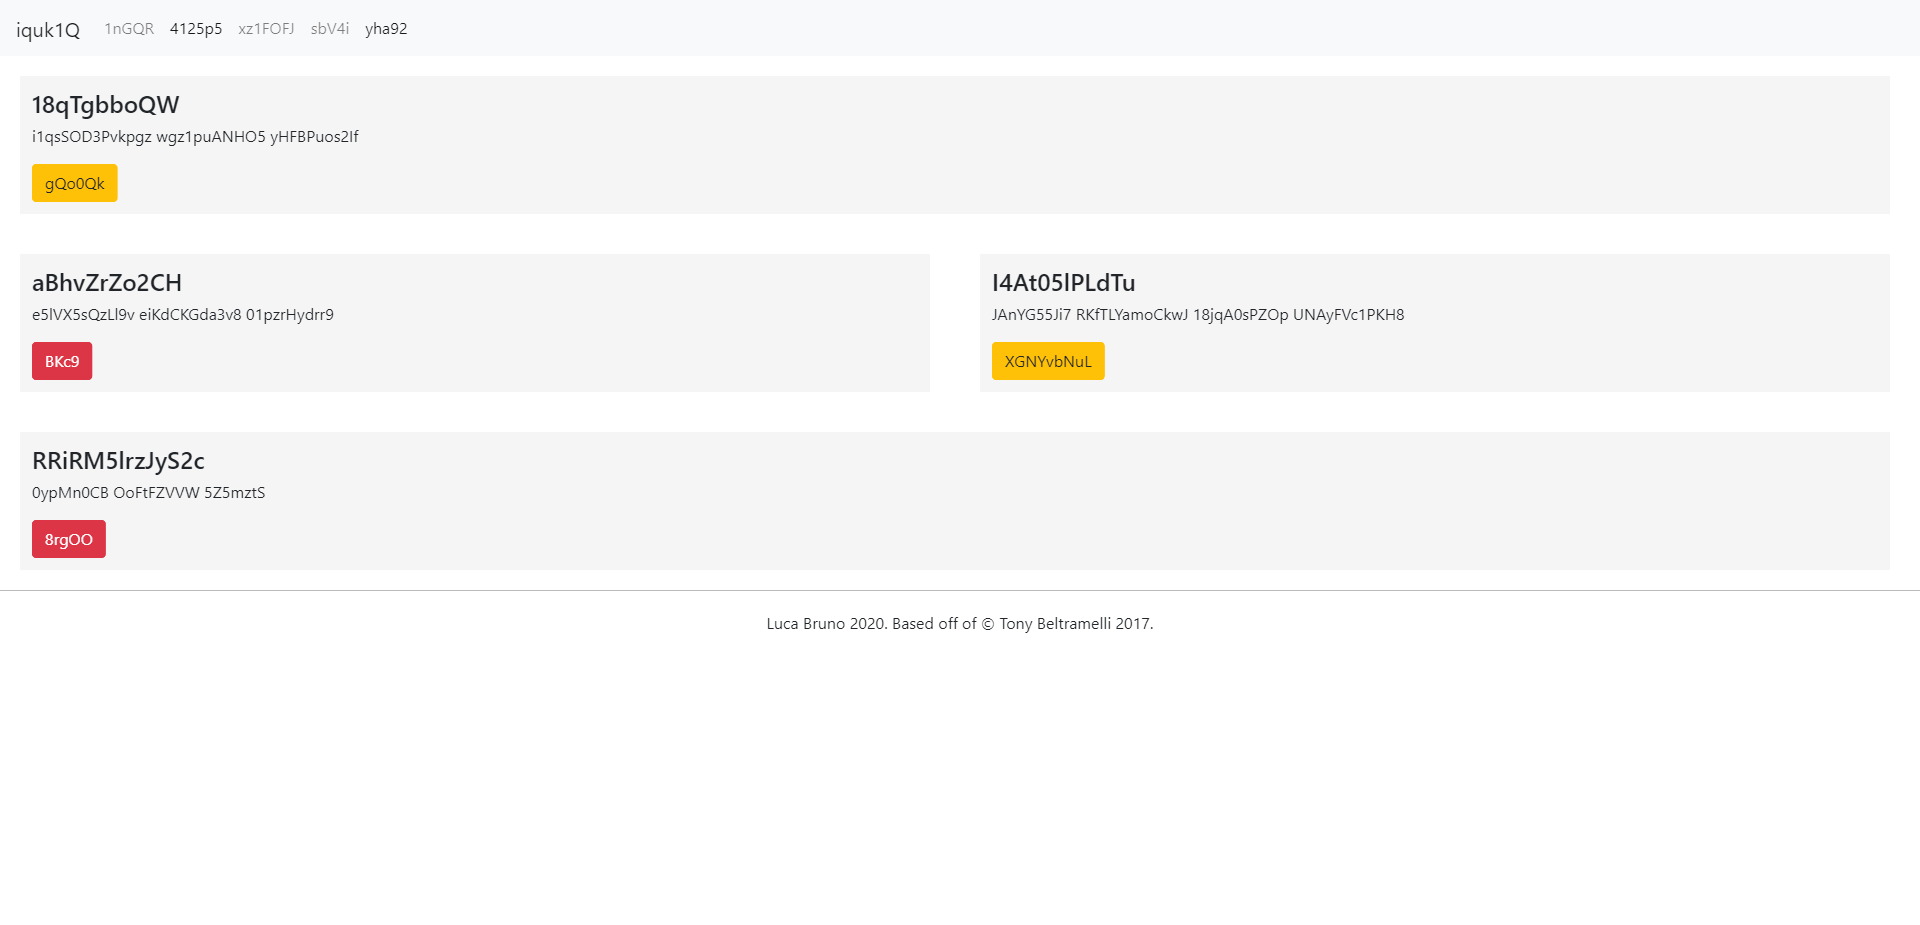 iquk1Q 1nGQR 4125p5 xz1FOFJ sbV4i yha92
18qTgbboQW
i1qsSOD3Pvkpgz wgz1puANHO5 yHFBPuos2If
gQo0Qk
aBhvZrZo2CH
e5lVX5sQzLl9v eiKdCKGda3v8 01pzrHydrr9
BKc9
I4At05lPLdTu
JAnYG55Ji7 RKfTLYamoCkwJ 18jqA0sPZOp UNAyFVc1PKH8
XGNYvbNuL
RRiRM5lrzJyS2c
0ypMn0CB OoFtFZVVW 5Z5mztS
8rgOO
Luca Bruno 2020. Based off of © Tony Beltramelli 2017.